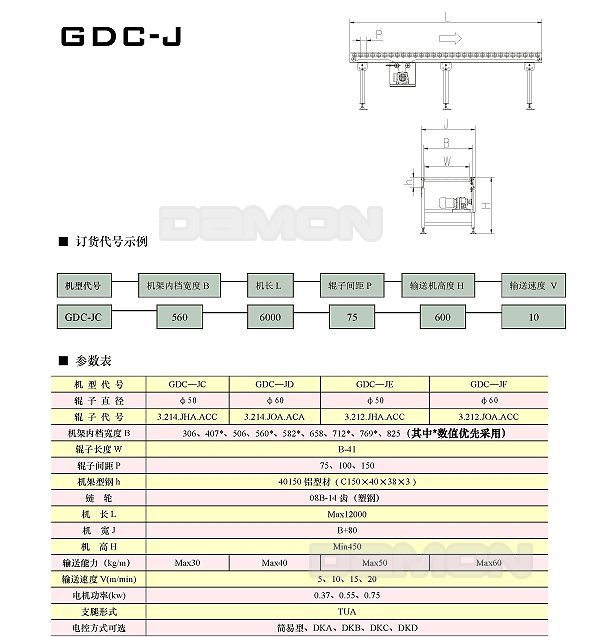 GDC-J
L
P
J
B
W
h
H
DAMON
■ 订货代号示例
机型代号 机架内档宽度 B 机长 L 辊子间距 P 输送机高度 H 输送速度 V
GDC-JC 560 6000 75 600 10
■ 参数表
机 型 代 号 GDC—JC GDC—JD GDC—JE GDC—JF
辊 子 直 径 ф50 ф60 ф50 ф60
辊 子 代 号 3.214.JHA.ACC 3.214.JOA.ACA 3.212.JHA.ACC 3.212.JOA.ACC
机架内档宽度 B 306、407*、506、560*、582*、658、712*、769*、825 (其中*数值优先采用)
辊子长度 W B-41
辊子间距 P 75、100、150
机架型钢 h 40150 铝型材 (C150×40×38×3)
链 轮 08B-14 齿 (塑钢)
机 长 L Max12000
机 宽 J B+80
机 高 H Min450
输送能力 (kg/m) Max30 Max40 Max50 Max60
输送速度 V(m/min) 5、10、15、20
电机功率(kw) 0.37、0.55、0.75
支腿形式 TUA
电控方式可选 简易型、DKA、DKB、DKC、DKD
DAMON